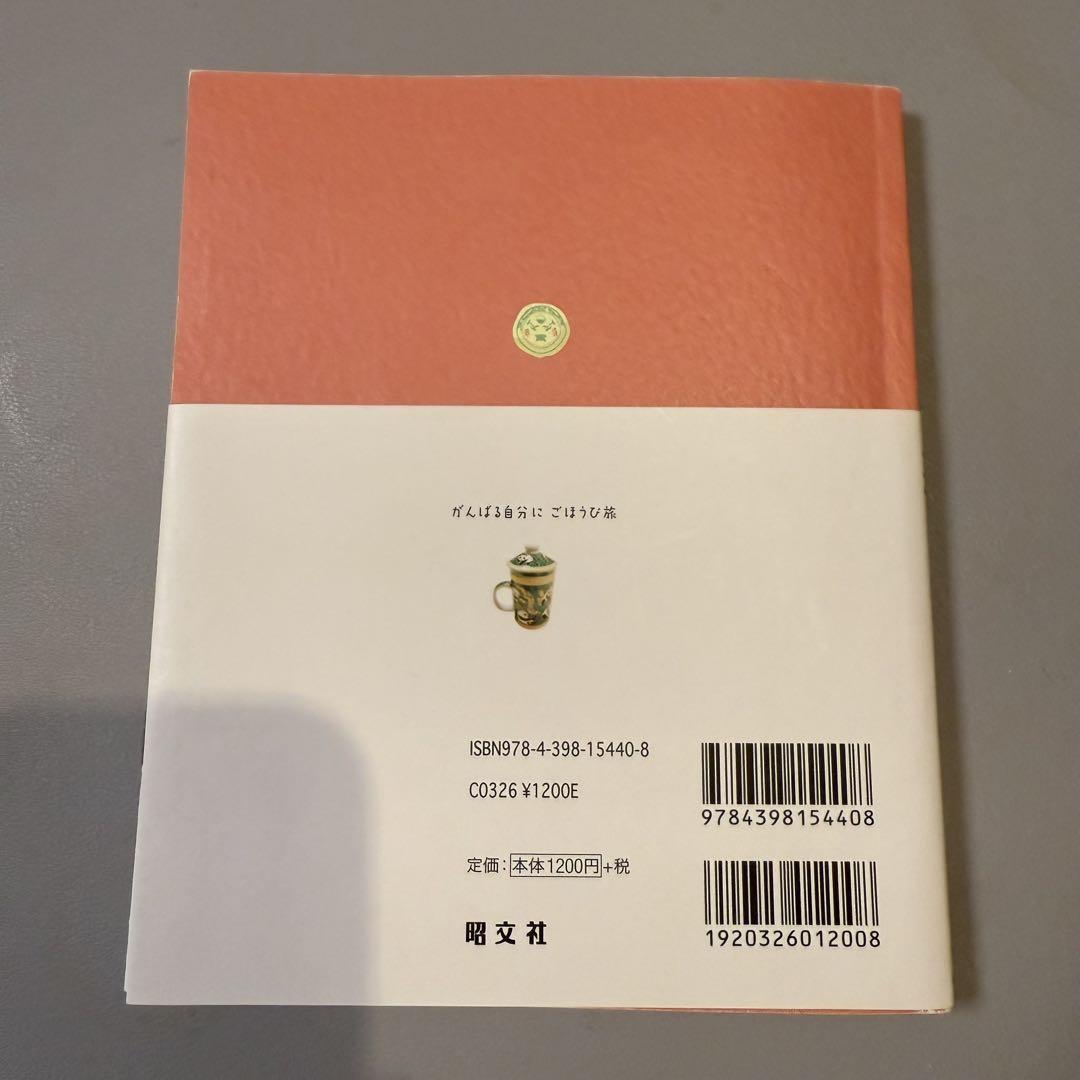 がんばる自分に ごほうび旅
ISBN978-4-398-15440-8
C0326 ¥1200E
9784398154408
定価：本体1200円+税
1920326012008
昭文社